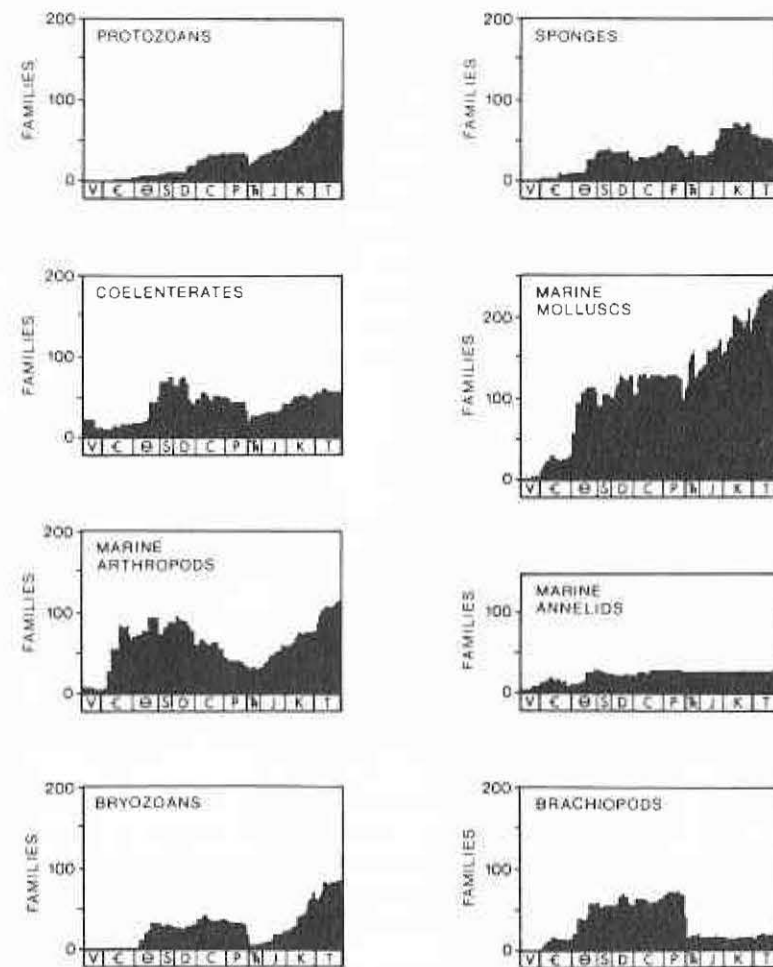 PROTOZOANS
200
100
0
FAMILIES
V Є Ɵ S D C P Ћ J K T
SPONGES
200
100
0
FAMILIES
V Є Ɵ S D C P Ћ J K T
COELENTERATES
200
100
0
FAMILIES
V Є Ɵ S D C P Ћ J K T
MARINE
MOLLUSCS
200
100
0
FAMILIES
V Є Ɵ S D C P Ћ J K T
MARINE
ARTHROPODS
200
100
0
FAMILIES
V Є Ɵ S D C P Ћ J K T
MARINE
ANNELIDS
100
0
FAMILIES
V Є Ɵ S D C P Ћ J K T
BRYOZOANS
200
100
0
FAMILIES
V Є Ɵ S D C P Ћ J K T
BRACHIOPODS
200
100
0
FAMILIES
V Є Ɵ S D C P Ћ J K T